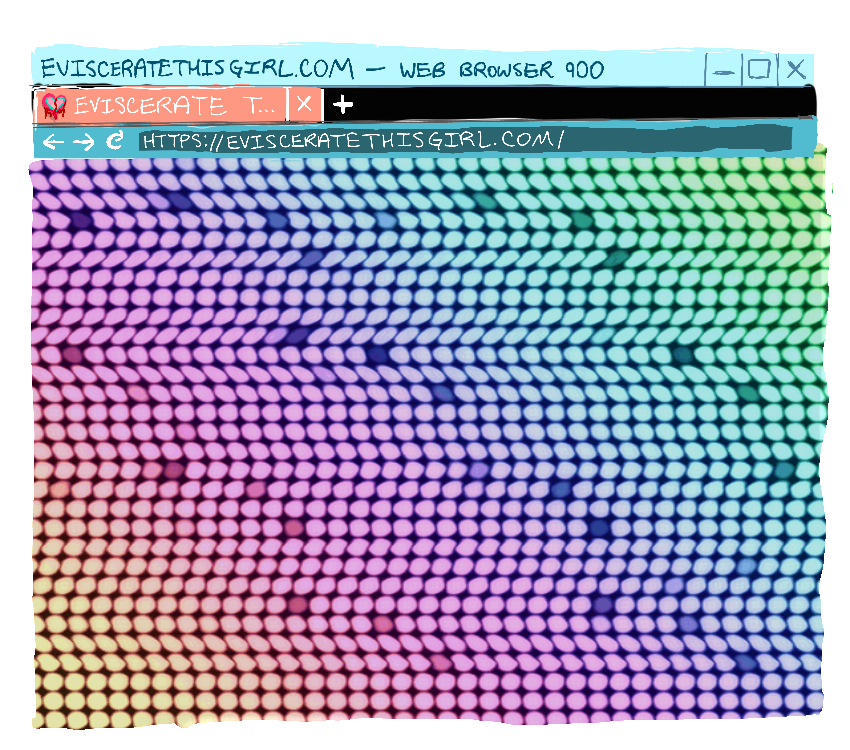 EVISCERATETHISGIRL.COM — WEB BROWSER 900
EVISCERATE T...
HTTPS://EVISCERATETHISGIRL.COM/